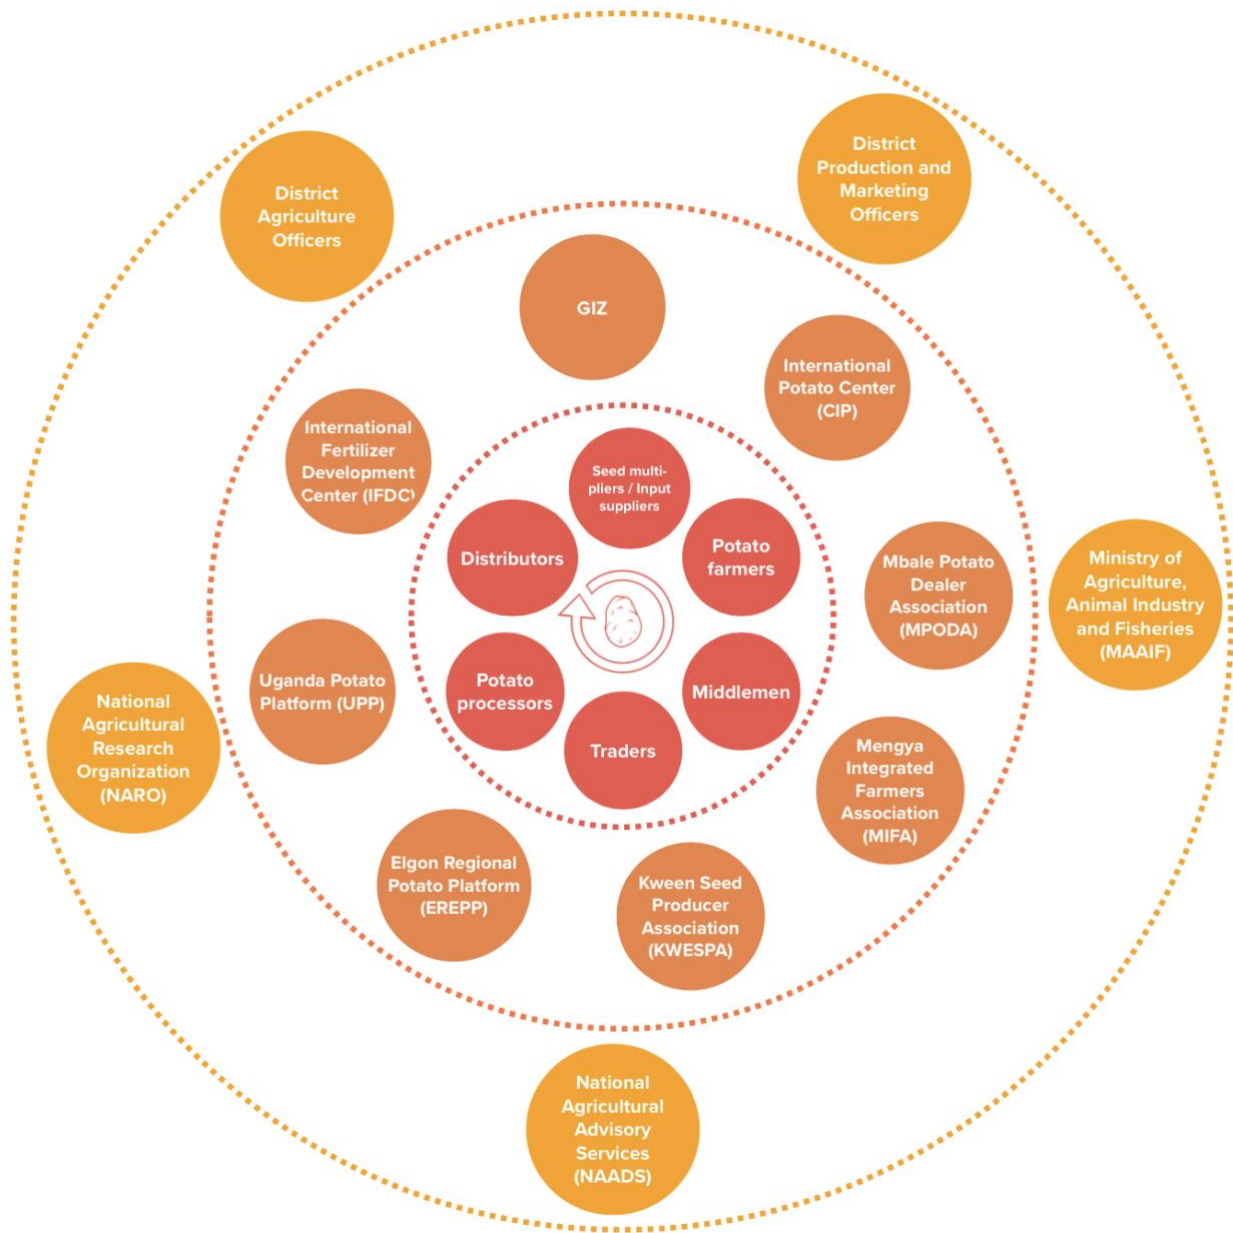 District
Agriculture
Officers
District
Production and
Marketing
Officers
GIZ
International
Potato Center
(CIP)
International
Fertilizer
Development
Center (IFDC)
Seed multi-
pliers / Input
suppliers
Distributors
Potato
farmers
Mbale Potato
Dealer
Association
(MPODA)
Ministry of
Agriculture,
Animal Industry
and Fisheries
(MAAIF)
Uganda Potato
Platform (UPP)
Potato
processors
Middlemen
Traders
National
Agricultural
Research
Organization
(NARO)
Mengya
Integrated
Farmers
Association
(MIFA)
Elgon Regional
Potato Platform
(EREPP)
Kween Seed
Producer
Association
(KWESPA)
National
Agricultural
Advisory
Services
(NAADS)